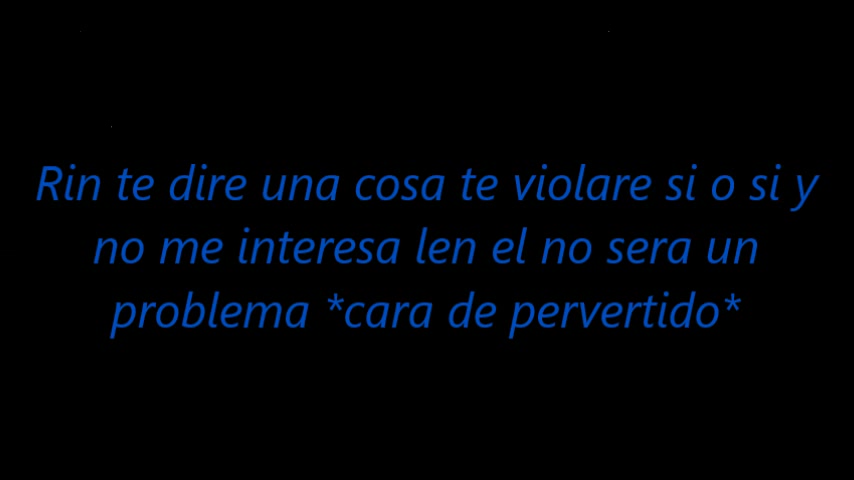 Rin te dire una cosa te violare si o si y
no me interesa len el no sera un
problema *cara de pervertido*